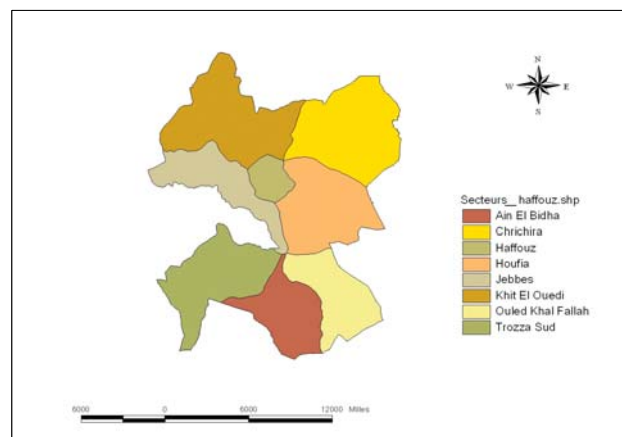 N
W E
S
Secteurs__haffouz.shp
Ain El Bidha
Chrichira
Haffouz
Houfia
Jebbes
Khit El Ouedi
Ouled Khal Fallah
Trozza Sud
6000 0 6000 12000 Milles